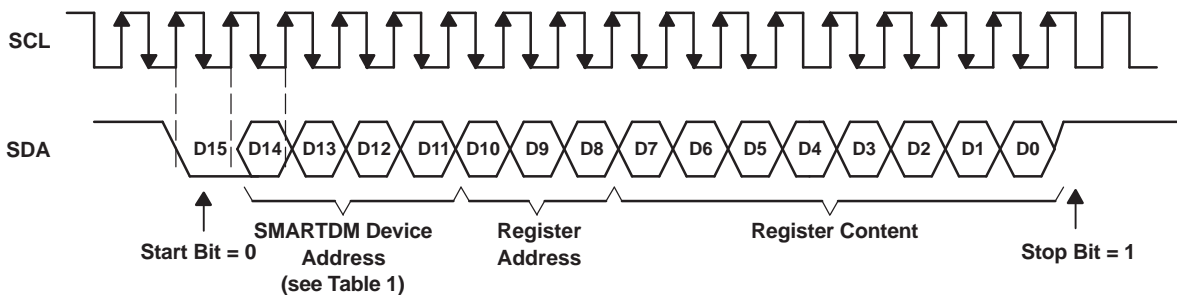 SCL
SDA
D15 D14 D13 D12 D11 D10 D9 D8 D7 D6 D5 D4 D3 D2 D1 D0
Start Bit = 0
SMARTDM Device
Address
(see Table 1)
Register
Address
Register Content
Stop Bit = 1